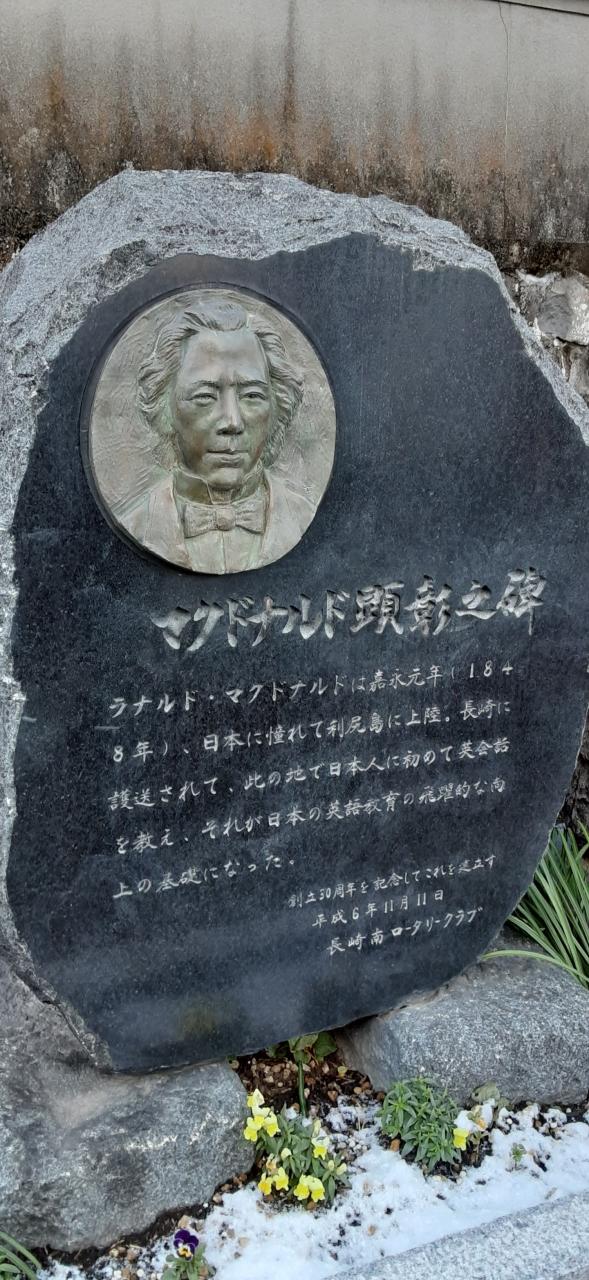 マクドナルド顕彰之碑
ラナルド・マクドナルドは嘉永元年(184
8年)、日本に憧れて利尻島に上陸。長崎に
護送されて、此の地で日本人に初めて英会話
を教え、それが日本の英語教育の飛躍的な向
上の基礎になった。
創立30周年を記念してこれを建立す
平成6年11月11日
長崎南ロータリークラブ